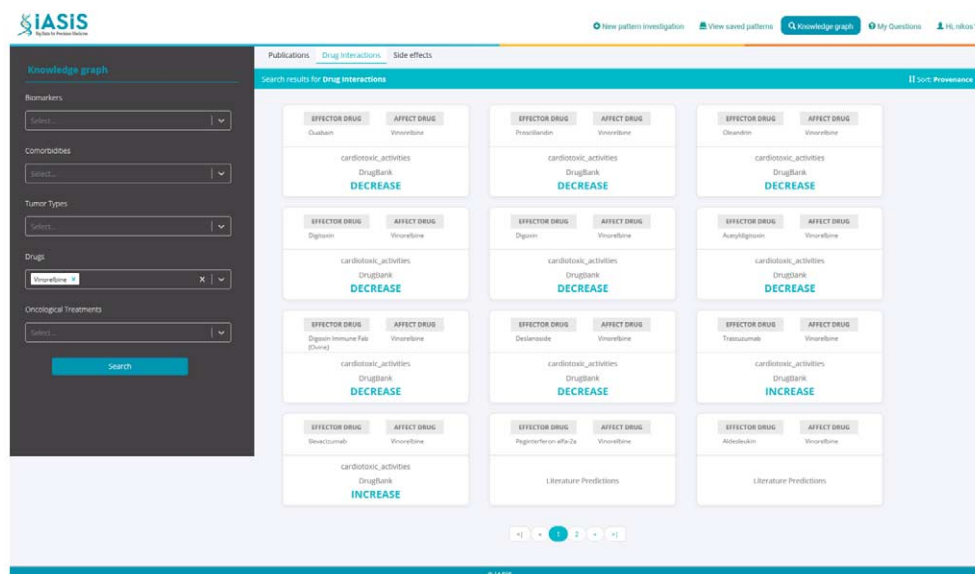 iASiS
Big Data for Precision Medicine
New pattern investigation
View saved patterns
Knowledge graph
My Questions
Hi, nikos
Publications Drug Interactions Side effects
Search results for Drug Interactions
Sort: Provenance
Knowledge graph
Biomarkers
Select...
Comorbidities
Select...
Tumor Types
Select...
Drugs
Vinorelbine x
Oncological Treatments
Select...
Search
EFFECTOR DRUG AFFECT DRUG
Ouabain Vinorelbine
cardiotoxic_activities
DrugBank
DECREASE
EFFECTOR DRUG AFFECT DRUG
Proscillaridin Vinorelbine
cardiotoxic_activities
DrugBank
DECREASE
EFFECTOR DRUG AFFECT DRUG
Oleandrin Vinorelbine
cardiotoxic_activities
DrugBank
DECREASE
EFFECTOR DRUG AFFECT DRUG
Digitoxin Vinorelbine
cardiotoxic_activities
DrugBank
DECREASE
EFFECTOR DRUG AFFECT DRUG
Digoxin Vinorelbine
cardiotoxic_activities
DrugBank
DECREASE
EFFECTOR DRUG AFFECT DRUG
Acetyldigitoxin Vinorelbine
cardiotoxic_activities
DrugBank
DECREASE
EFFECTOR DRUG AFFECT DRUG
Digoxin Immune Fab Vinorelbine
(Ovine)
cardiotoxic_activities
DrugBank
DECREASE
EFFECTOR DRUG AFFECT DRUG
Deslanoside Vinorelbine
cardiotoxic_activities
DrugBank
DECREASE
EFFECTOR DRUG AFFECT DRUG
Trastuzumab Vinorelbine
cardiotoxic_activities
DrugBank
INCREASE
EFFECTOR DRUG AFFECT DRUG
Bevacizumab Vinorelbine
cardiotoxic_activities
DrugBank
INCREASE
EFFECTOR DRUG AFFECT DRUG
Peginterferon alfa-2a Vinorelbine
Literature Predictions
EFFECTOR DRUG AFFECT DRUG
Aldesleukin Vinorelbine
Literature Predictions
«| « 1 2 » »|
© IASIS